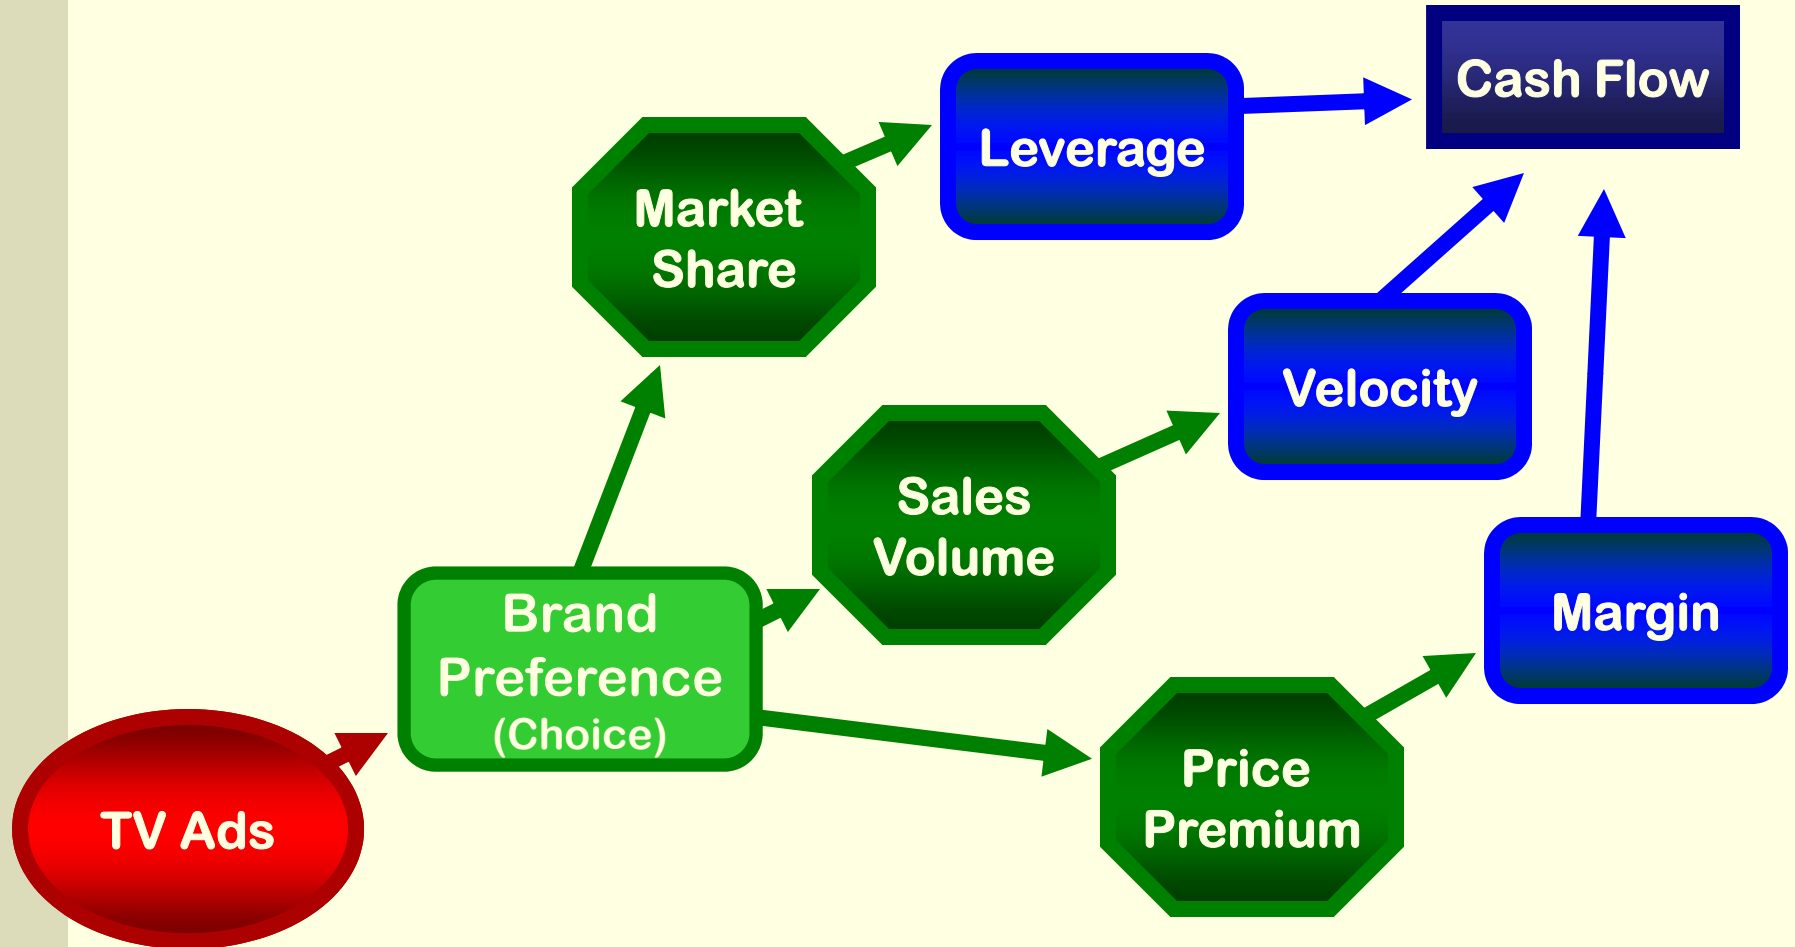 Cash Flow
Leverage
Market
Share
Velocity
Sales
Volume
Margin
Brand
Preference
(Choice)
Price
Premium
TV Ads